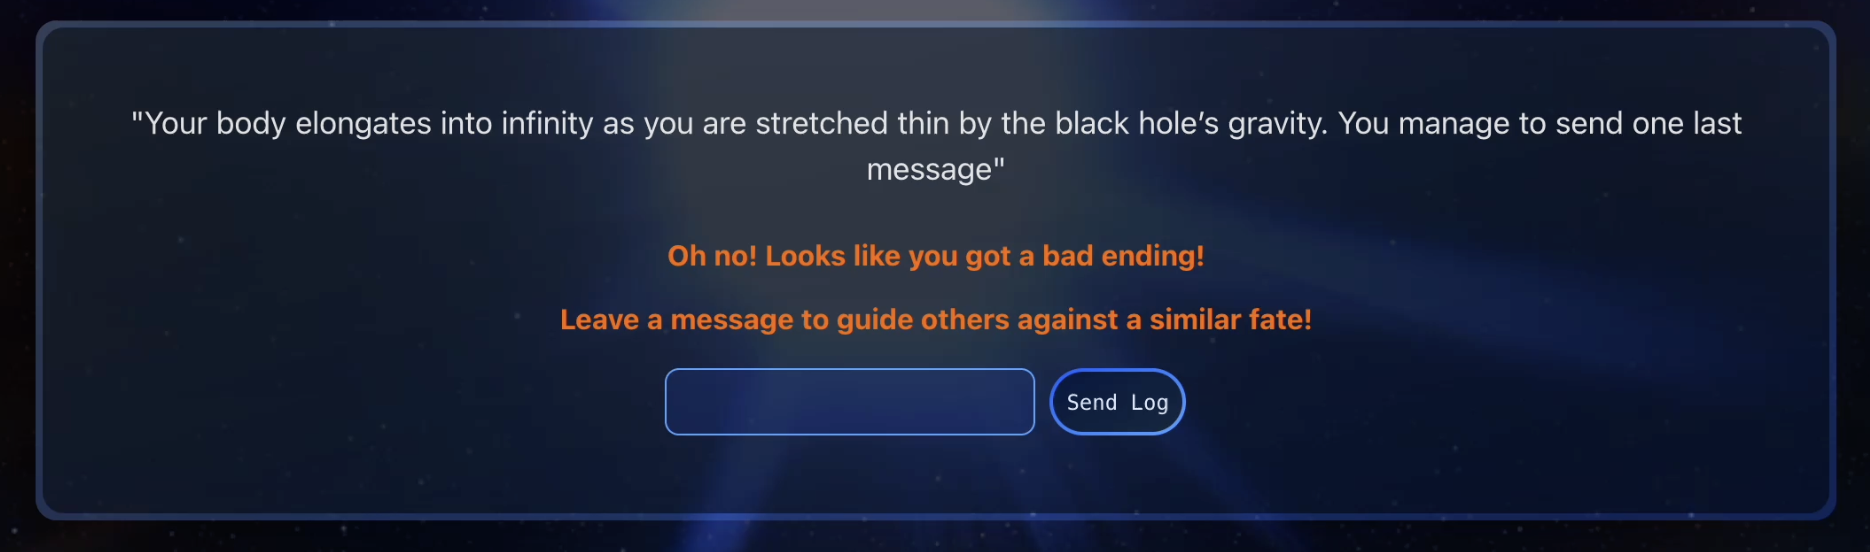 "Your body elongates into infinity as you are stretched thin by the black hole’s gravity. You manage to send one last
message"
Oh no! Looks like you got a bad ending!
Leave a message to guide others against a similar fate!
Send Log